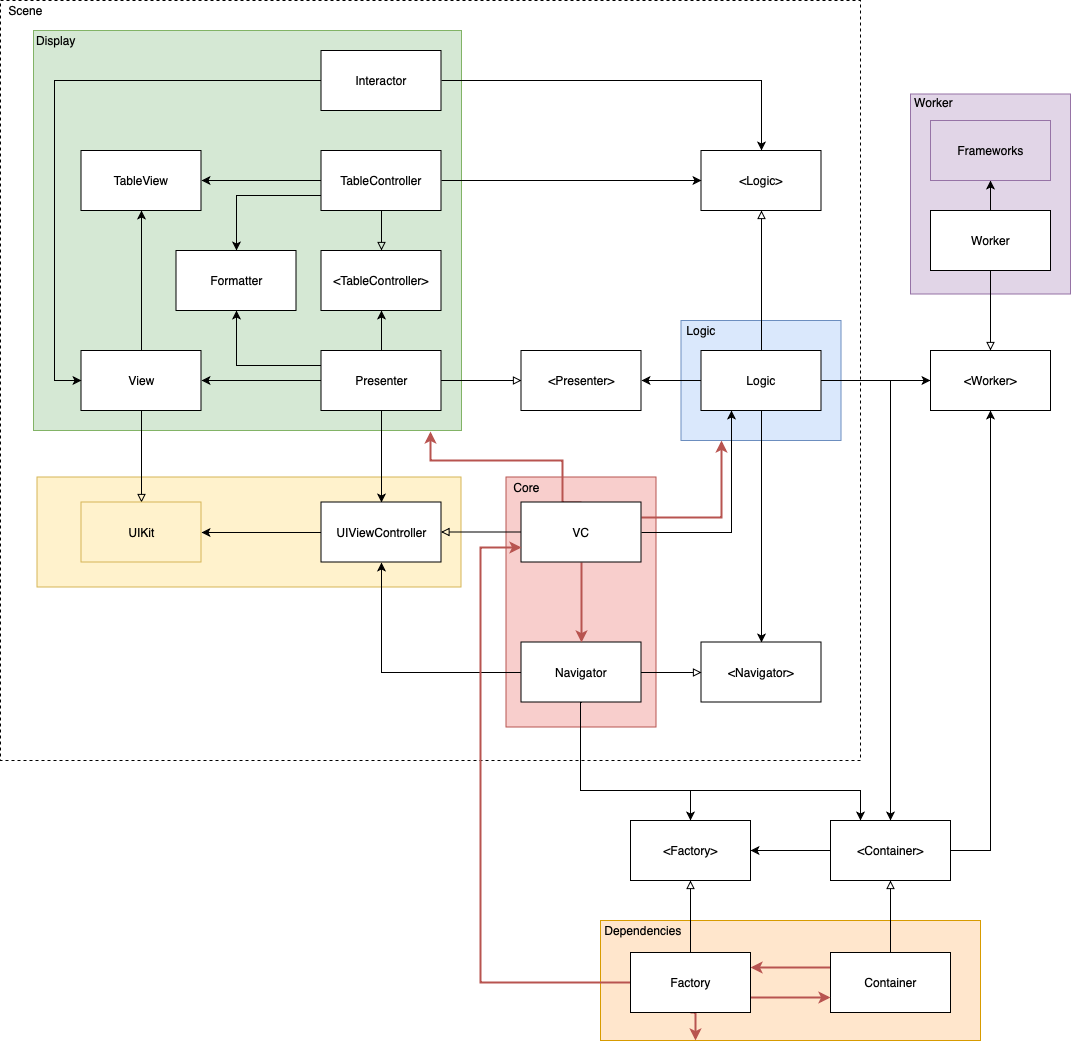 Scene
Display
Interactor
Worker
Frameworks
TableView
TableController
<Logic>
Worker
Formatter
<TableController>
Logic
View
Presenter
<Presenter>
Logic
<Worker>
Core
UIKit
UIViewController
VC
Navigator
<Navigator>
<Factory>
<Container>
Dependencies
Factory
Container